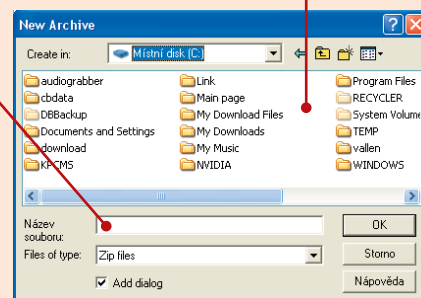 New Archive
Create in: Místní disk (C:)
audiograbber Link Program Files
cbdata Main page RECYCLER
DBBackup My Download Files System Volume
Documents and Settings My Downloads TEMP
download My Music vallen
KPCMS NVIDIA WINDOWS
Název souboru:
OK
Files of type: Zip files
Storno
Add dialog
Nápověda